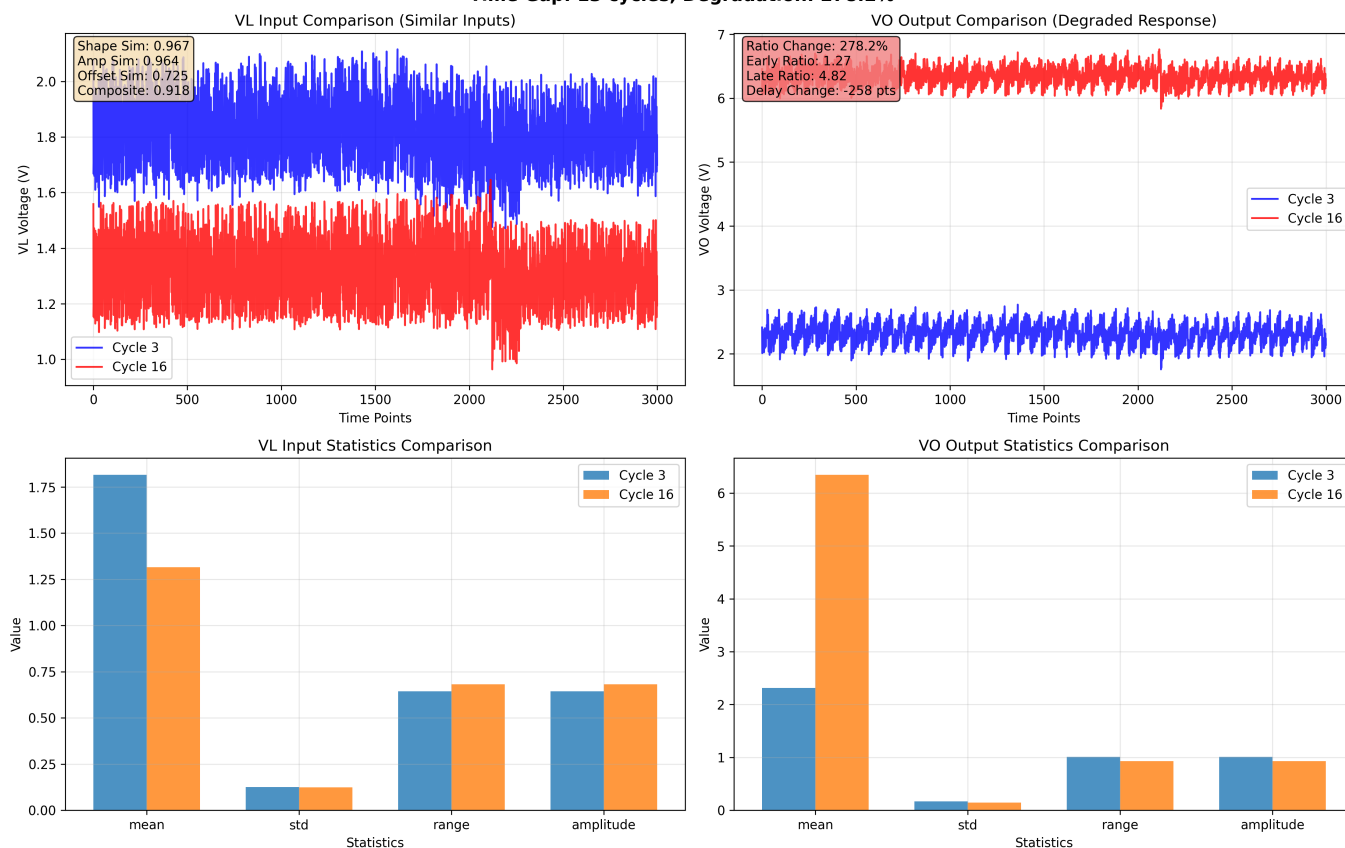 Time Gap: 13 cycles, Degradation: 278.2%
VL Input Comparison (Similar Inputs)
Shape Sim: 0.967
Amp Sim: 0.964
Offset Sim: 0.725
Composite: 0.918
VL Voltage (V)
2.0
1.8
1.6
1.4
1.2
1.0
Cycle 3
Cycle 16
0 500 1000 1500 2000 2500 3000
Time Points
VO Output Comparison (Degraded Response)
Ratio Change: 278.2%
Early Ratio: 1.27
Late Ratio: 4.82
Delay Change: -258 pts
VO Voltage (V)
7
6
5
4
3
2
Cycle 3
Cycle 16
0 500 1000 1500 2000 2500 3000
Time Points
VL Input Statistics Comparison
Cycle 3
Cycle 16
Value
1.75
1.50
1.25
1.00
0.75
0.50
0.25
0.00
mean std range amplitude
Statistics
VO Output Statistics Comparison
Cycle 3
Cycle 16
Value
6
5
4
3
2
1
0
mean std range amplitude
Statistics